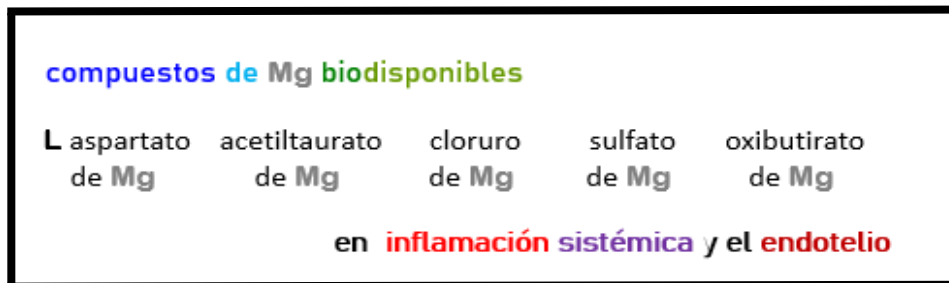 compuestos de Mg biodisponibles
L aspartato acetiltaurato cloruro sulfato oxibutirato
de Mg de Mg de Mg de Mg de Mg
en inflamación sistémica y el endotelio